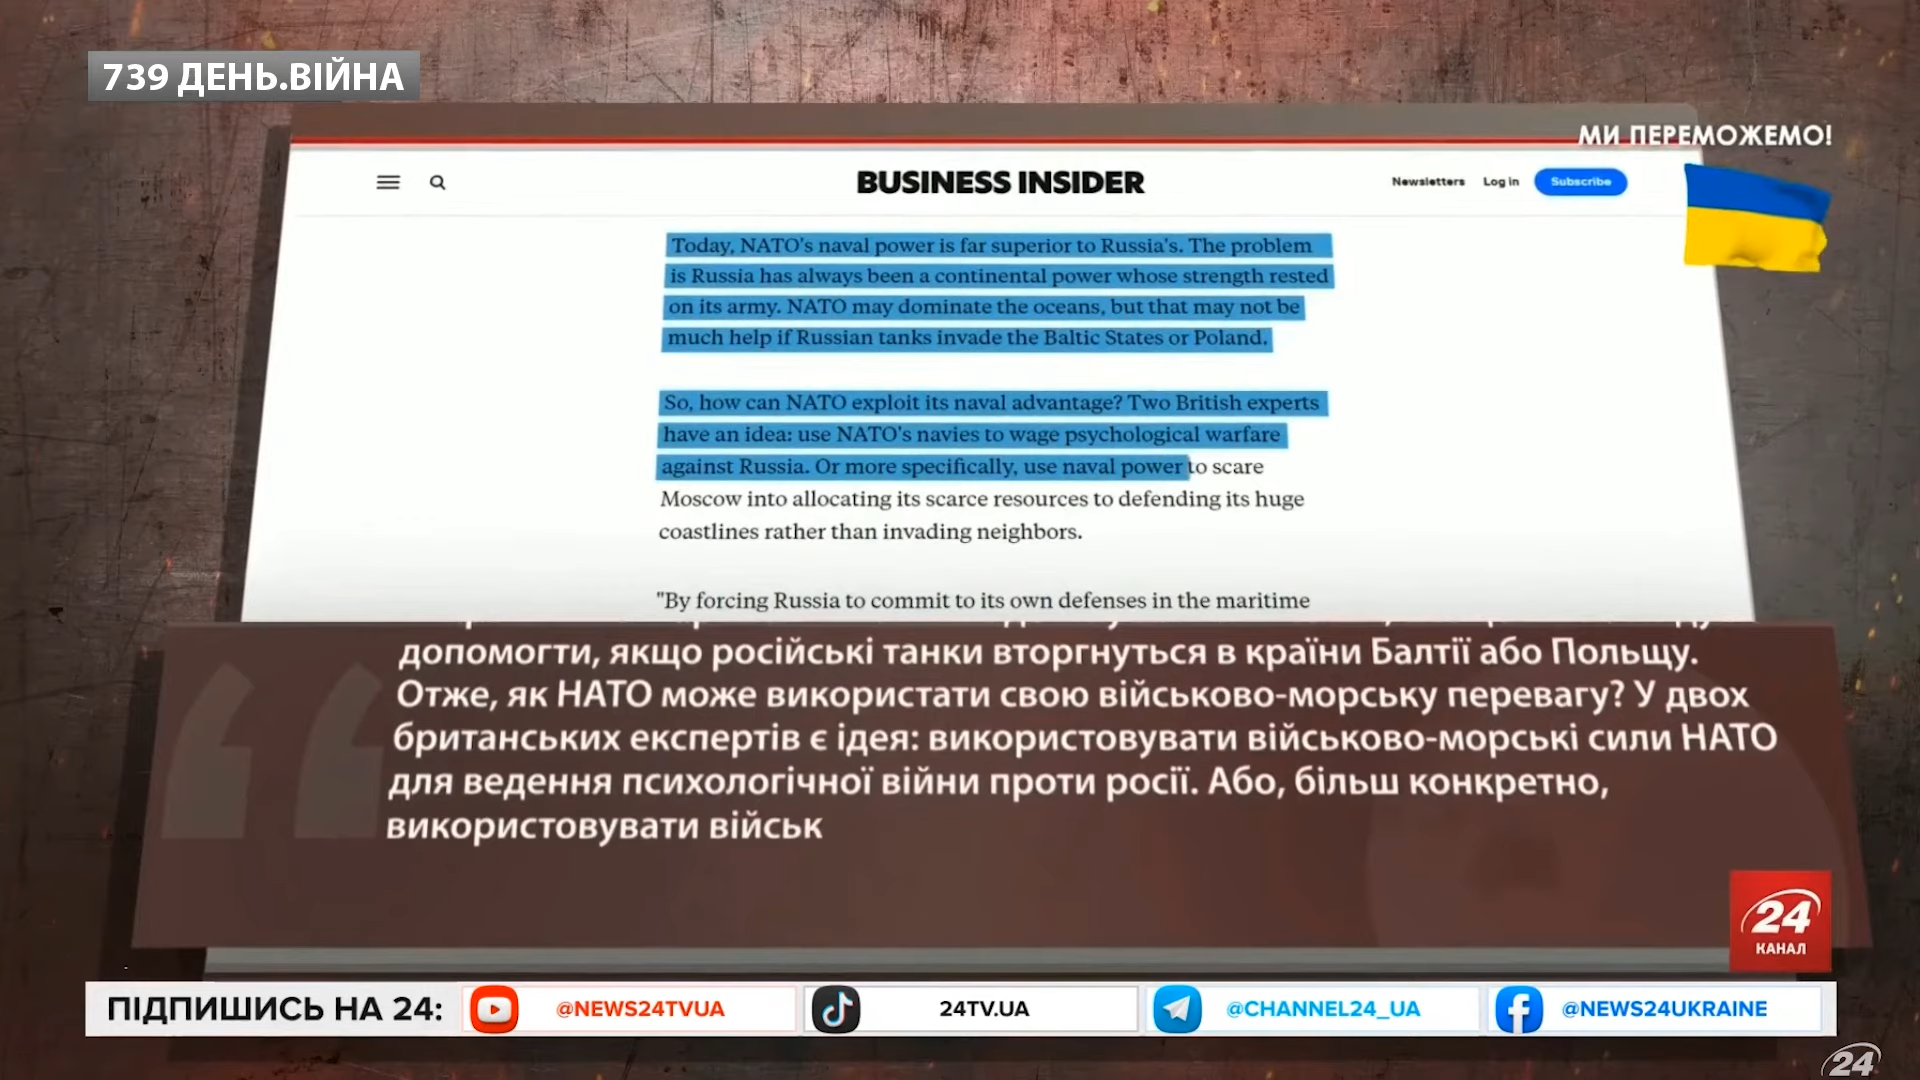 739 ДЕНЬ.ВІЙНА
МИ ПЕРЕМОЖЕМО!
BUSINESS INSIDER
Newsletters Log in Subscribe
Today, NATO's naval power is far superior to Russia's. The problem
is Russia has always been a continental power whose strength rested
on its army. NATO may dominate the oceans, but that may not be
much help if Russian tanks invade the Baltic States or Poland.
So, how can NATO exploit its naval advantage? Two British experts
have an idea: use NATO's navies to wage psychological warfare
against Russia. Or more specifically, use naval power to scare
Moscow into allocating its scarce resources to defending its huge
coastlines rather than invading neighbors.
"By forcing Russia to commit to its own defenses in the maritime
допомогти, якщо російські танки вторгнуться в країни Балтії або Польщу.
Отже, як НАТО може використати свою військово-морську перевагу? У двох
британських експертів є ідея: використовувати військово-морські сили НАТО
для ведення психологічної війни проти росії. Або, більш конкретно,
використовувати військ
24
КАНАЛ
ПІДПИШИСЬ НА 24: @NEWS24TVUA 24TV.UA @CHANNEL24_UA @NEWS24UKRAINE
24